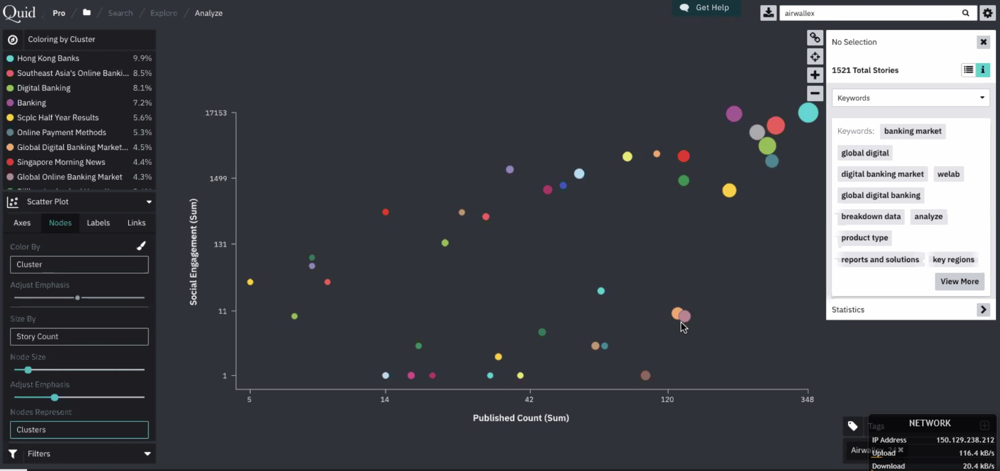 Quid / Pro / / Search / Explore / Analyze
Get Help
airwallex
Coloring by Cluster
Hong Kong Banks 9.9%
Southeast Asia's Online Banki... 8.5%
Digital Banking 8.1%
Banking 7.2%
Scplc Half Year Results 5.6%
Online Payment Methods 5.3%
Global Digital Banking Market... 4.5%
Singapore Morning News 4.4%
Global Online Banking Market 4.3%
Scatter Plot
Axes Nodes Labels Links
Color By
Cluster
Adjust Emphasis
Size By
Story Count
Node Size
Adjust Emphasis
Nodes Represent
Clusters
Filters
Social Engagement (Sum)
17153
1499
131
11
1
5 14 42 120 348
Published Count (Sum)
No Selection
1521 Total Stories
Keywords
Keywords: banking market
global digital
digital banking market welab
global digital banking
breakdown data analyze
product type
reports and solutions key regions
View More
Statistics
Tags
Airwallex
NETWORK
IP Address 150.129.238.212
Upload 116.4 kB/s
Download 20.4 kB/s